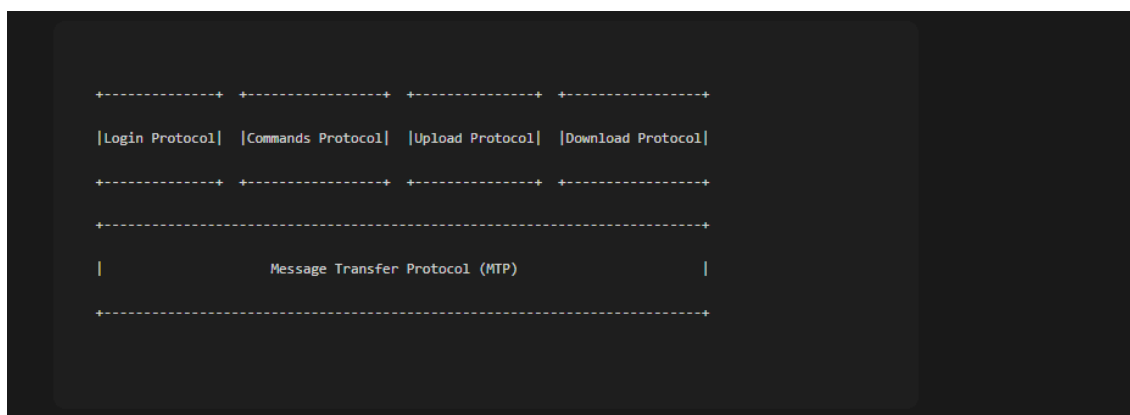 +--------------+  +-----------------+  +---------------+  +-----------------+
|Login Protocol|  |Commands Protocol|  |Upload Protocol|  |Download Protocol|
+--------------+  +-----------------+  +---------------+  +-----------------+
+---------------------------------------------------------------------------+
|                     Message Transfer Protocol (MTP)                       |
+---------------------------------------------------------------------------+